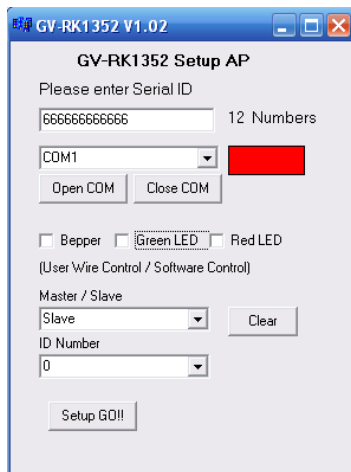 GV-RK1352 V1.02
GV-RK1352 Setup AP
Please enter Serial ID
666666666666 12 Numbers
COM1
Open COM Close COM
Bepper Green LED Red LED
(User Wire Control / Software Control)
Master / Slave
Slave Clear
ID Number
0
Setup GO!!